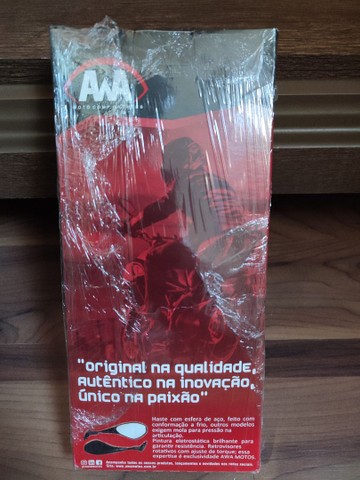 AWA
MOTO COMPONENTES
"original na qualidade,
autêntico na inovação,
único na paixão"
Haste com esfera de aço, feito com
conformação a frio, outros modelos
exigem mola para pressão na
articulação.
Pintura eletrostática brilhante para
garantir resistência. Retrovisores
rotativos com ajuste de torque; essa
expertise é exclusividade AWA MOTOS.